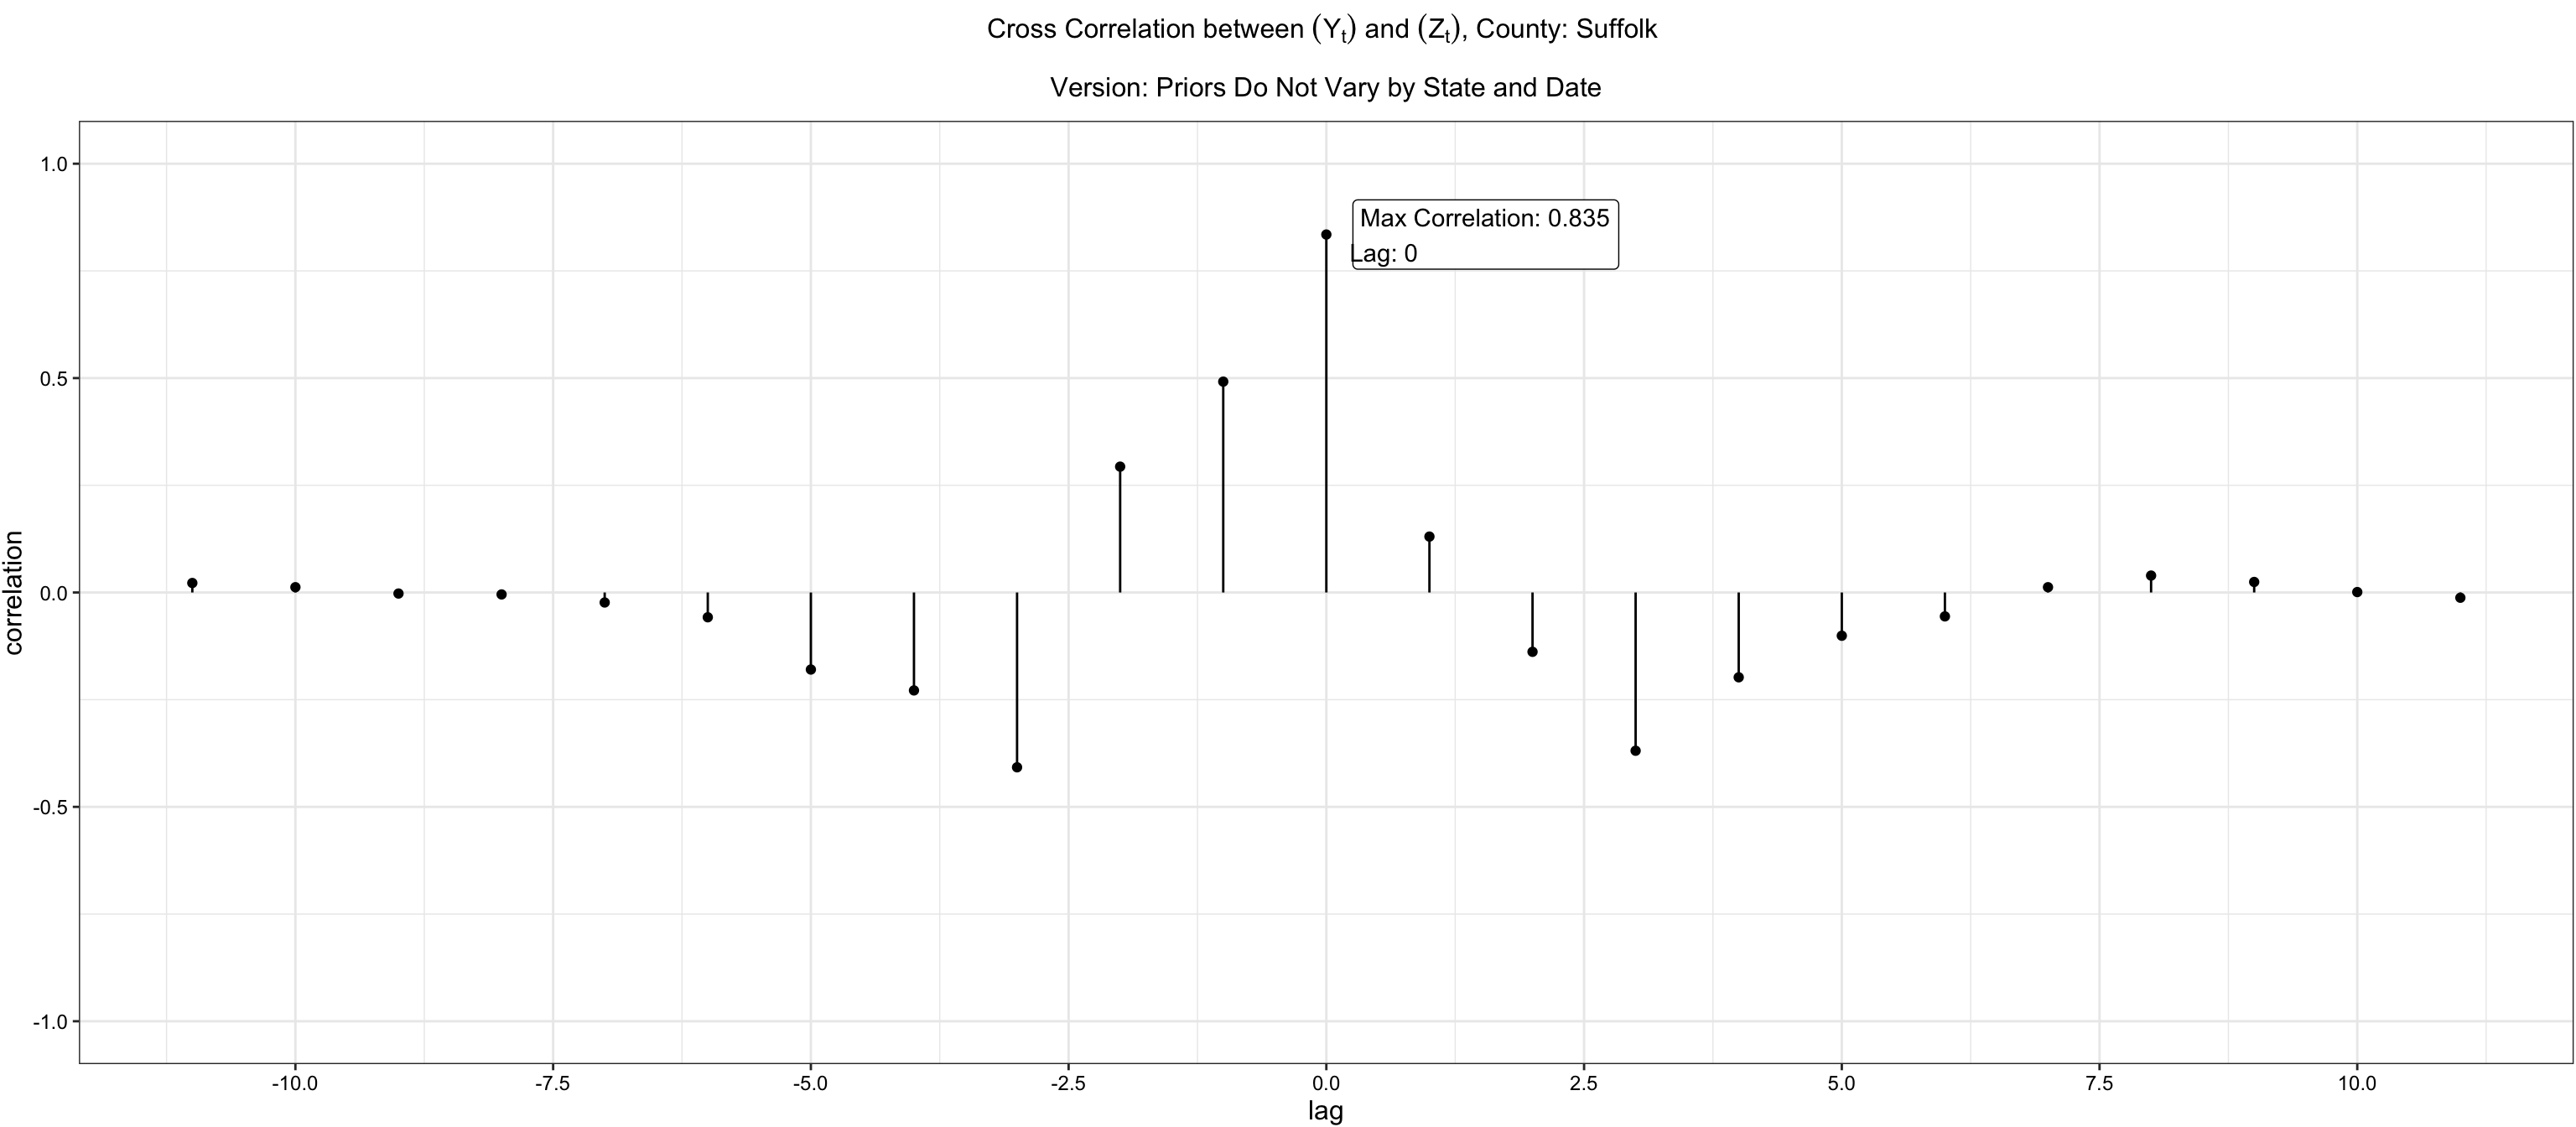 Cross Correlation between (Yt) and (Zt), County: Suffolk
Version: Priors Do Not Vary by State and Date
1.0
Max Correlation: 0.835
Lag: 0
0.5
0.0
correlation
-0.5
-1.0
-10.0 -7.5 -5.0 -2.5 0.0 2.5 5.0 7.5 10.0
lag